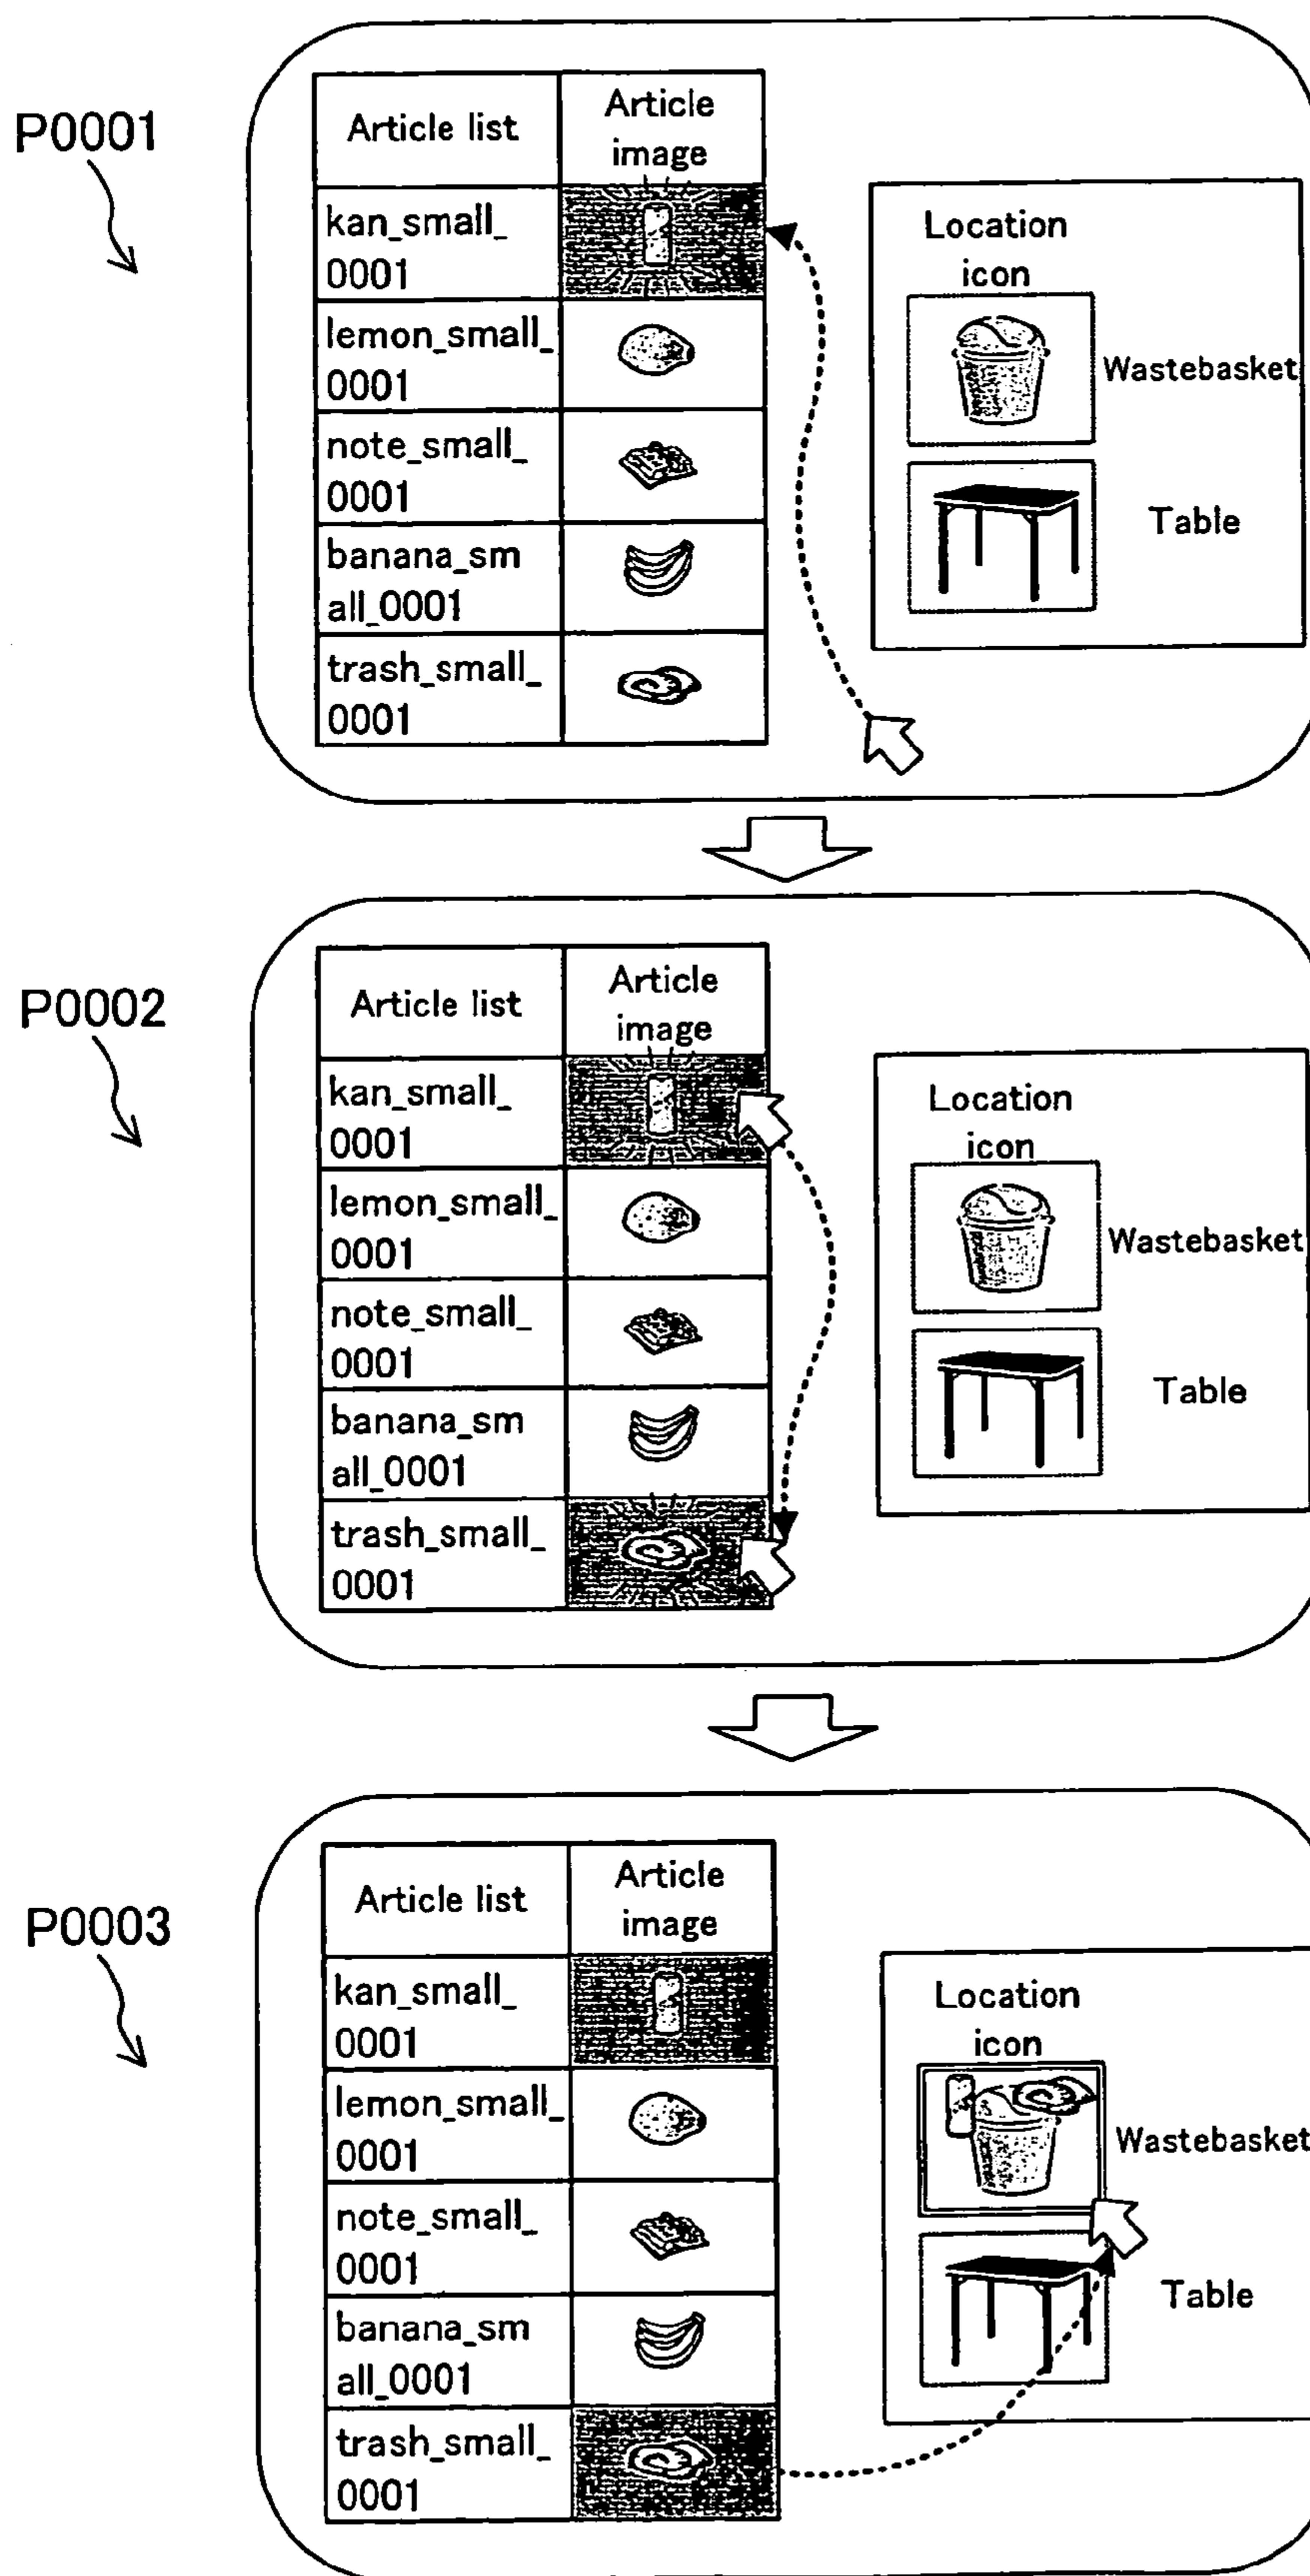 P0001
Article list
Article
image
kan_small_
0001
lemon_small_
0001
note_small_
0001
banana_sm
all_0001
trash_small_
0001
Location
icon
Wastebasket
Table
P0002
Article list
Article
image
kan_small_
0001
lemon_small_
0001
note_small_
0001
banana_sm
all_0001
trash_small_
0001
Location
icon
Wastebasket
Table
P0003
Article list
Article
image
kan_small_
0001
lemon_small_
0001
note_small_
0001
banana_sm
all_0001
trash_small_
0001
Location
icon
Wastebasket
Table